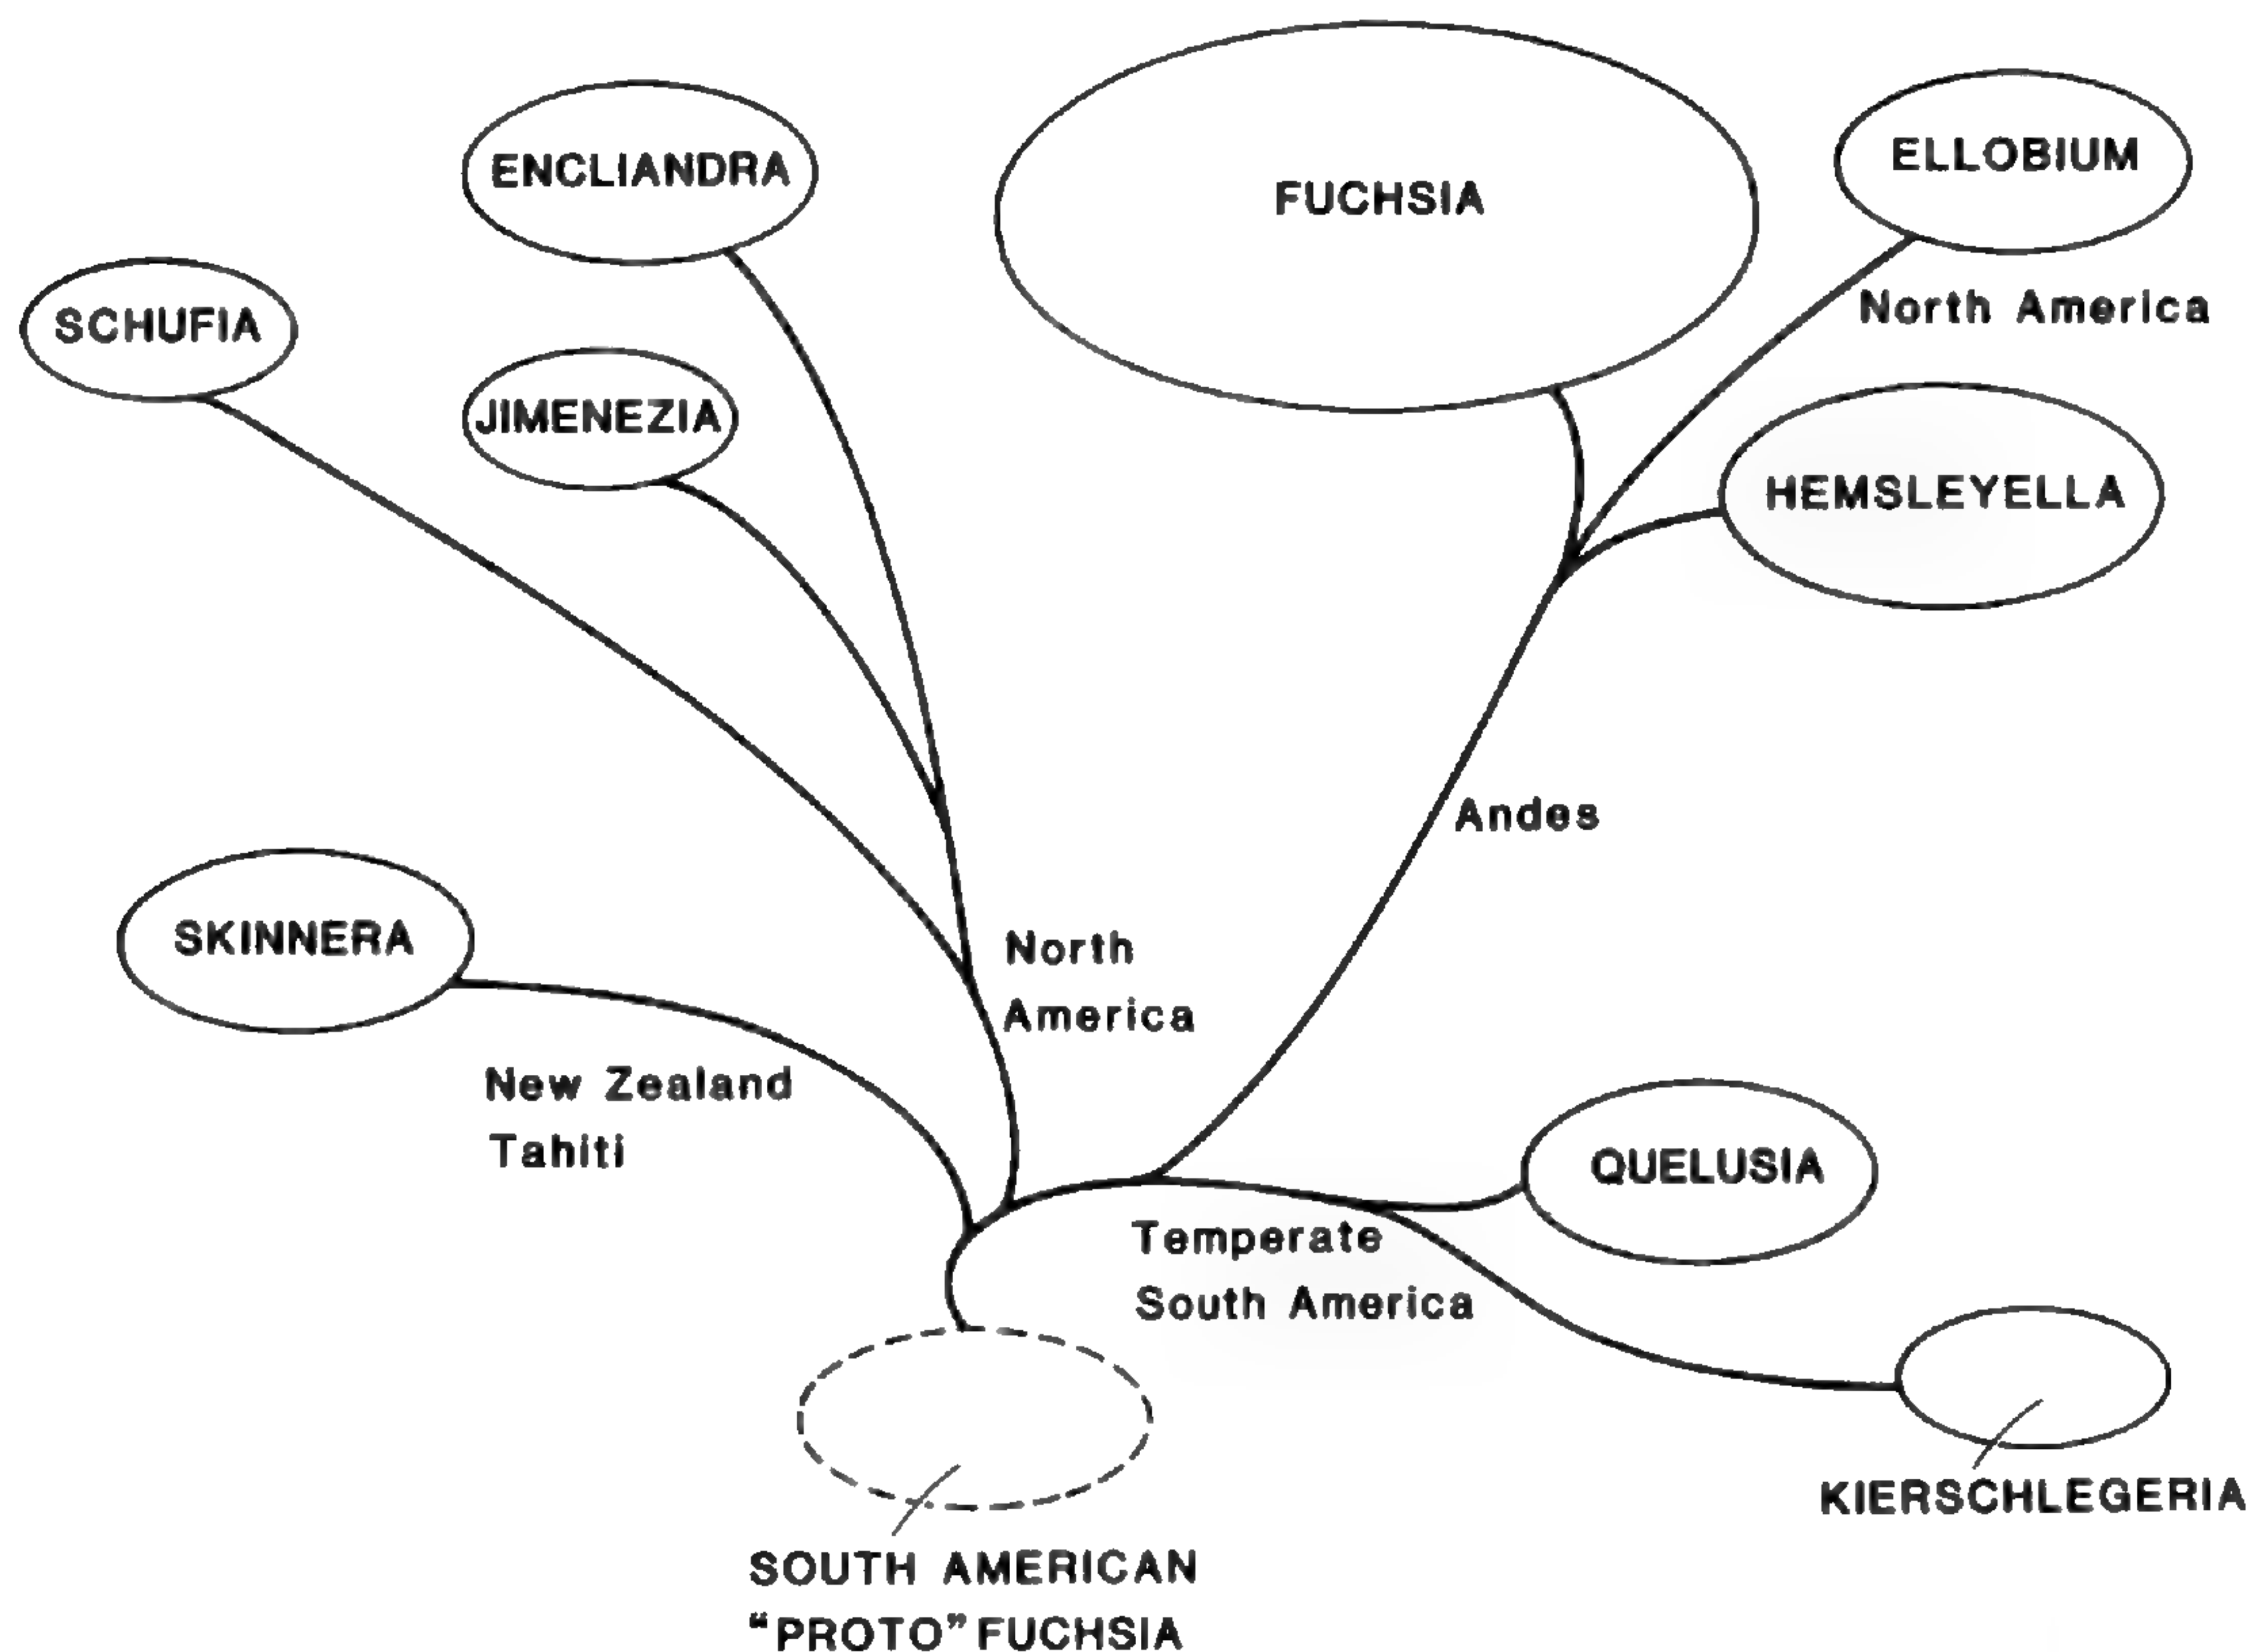 ENCLIANDRA
FUCHSIA
ELLOBIUM
SCHUFIA
North America
JIMENEZIA
HEMSLEYELLA
Andes
SKINNERA
North
America
New Zealand
Tahiti
QUELUSIA
Temperate
South America
KIERSCHLEGERIA
SOUTH AMERICAN
“PROTO” FUCHSIA